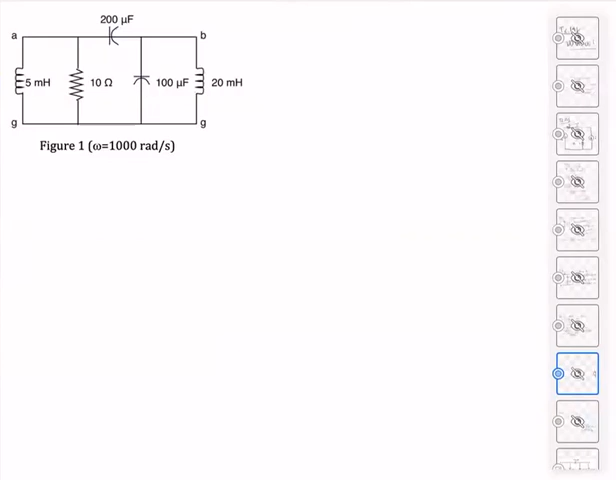 200 µF
a
b
5 mH
10 Ω
100 µF
20 mH
g
g
Figure 1 (ω=1000 rad/s)